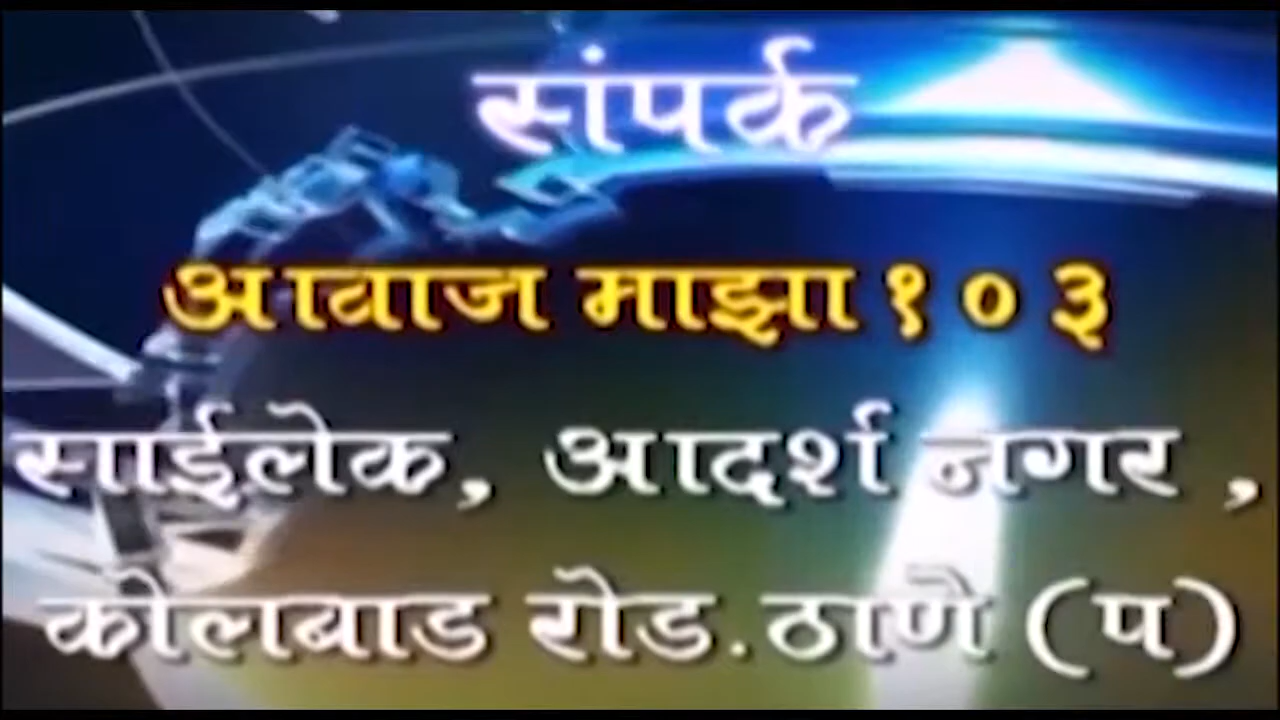 संपर्क
आवाज माझा १०३
साईलेक, आदर्श नगर ,
कोलबाड रोड.ठाणे (प)